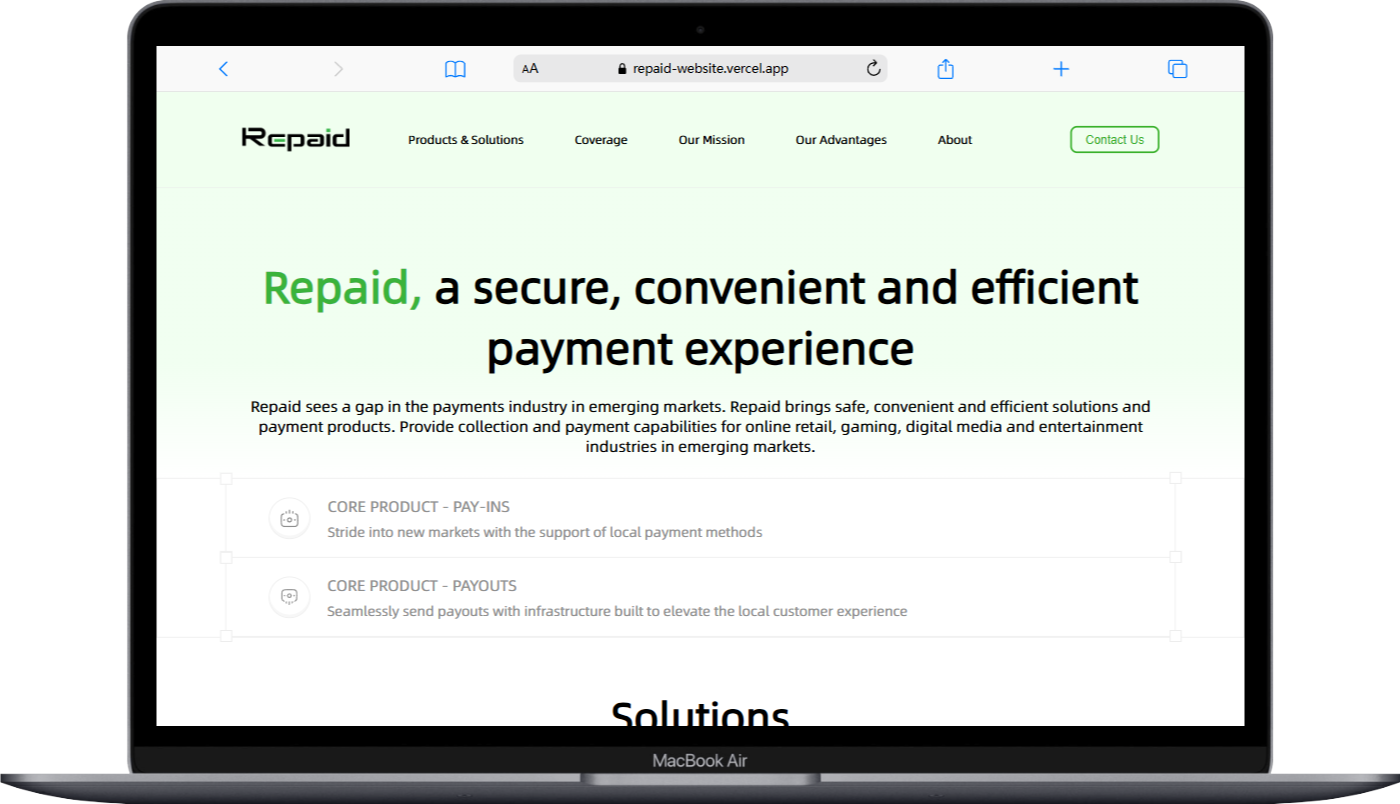 AA repaid-website.vercel.app
Repaid Products & Solutions Coverage Our Mission Our Advantages About Contact Us
Repaid, a secure, convenient and efficient
payment experience
Repaid sees a gap in the payments industry in emerging markets. Repaid brings safe, convenient and efficient solutions and
payment products. Provide collection and payment capabilities for online retail, gaming, digital media and entertainment
industries in emerging markets.
CORE PRODUCT - PAY-INS
Stride into new markets with the support of local payment methods
CORE PRODUCT - PAYOUTS
Seamlessly send payouts with infrastructure built to elevate the local customer experience
Solutions
MacBook Air